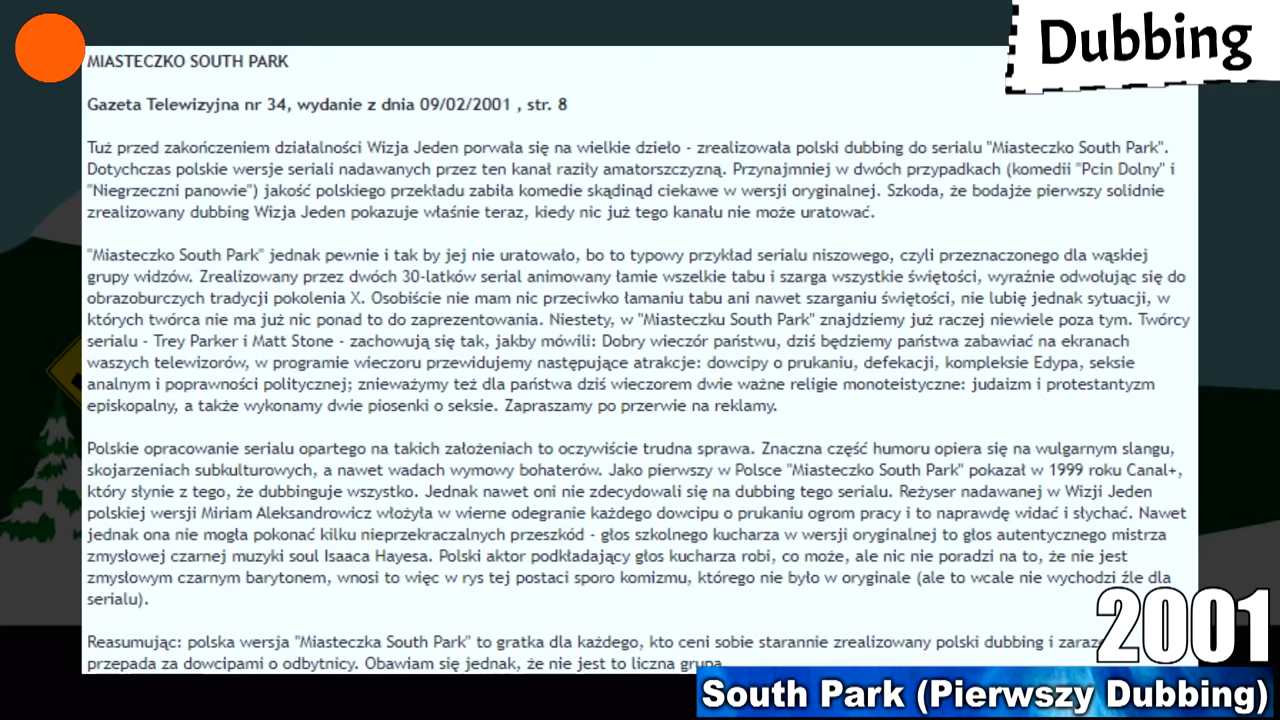 Dubbing
MIASTECZKO SOUTH PARK
Gazeta Telewizyjna nr 34, wydanie z dnia 09/02/2001 , str. 8
Tuż przed zakończeniem działalności Wizja Jeden porwała się na wielkie dzieło - zrealizowała polski dubbing do serialu "Miasteczko South Park".
Dotychczas polskie wersje seriali nadawanych przez ten kanał raziły amatorszczyzną. Przynajmniej w dwóch przypadkach (komedii "Pcin Dolny" i
"Niegrzeczni panowie") jakość polskiego przekładu zabiła komedie skądinąd ciekawe w wersji oryginalnej. Szkoda, że bodajże pierwszy solidnie
zrealizowany dubbing Wizja Jeden pokazuje właśnie teraz, kiedy nic już tego kanału nie może uratować.
"Miasteczko South Park" jednak pewnie i tak by jej nie uratowało, bo to typowy przykład serialu niszowego, czyli przeznaczonego dla wąskiej
grupy widzów. Zrealizowany przez dwóch 30-latków serial animowany łamie wszelkie tabu i szarga wszystkie świętości, wyraźnie odwołując się do
obrazoburczych tradycji pokolenia X. Osobiście nie mam nic przeciwko łamaniu tabu ani nawet szarganiu świętości, nie lubię jednak sytuacji, w
których twórca nie ma już nic ponad to do zaprezentowania. Niestety, w "Miasteczku South Park" znajdziemy już raczej niewiele poza tym. Twórcy
serialu - Trey Parker i Matt Stone - zachowują się tak, jakby mówili: Dobry wieczór państwu, dziś będziemy państwa zabawiać na ekranach
waszych telewizorów, w programie wieczoru przewidujemy następujące atrakcje: dowcipy o prukaniu, defekacji, kompleksie Edypa, seksie
analnym i poprawności politycznej; znieważymy też dla państwa dziś wieczorem dwie ważne religie monoteistyczne: judaizm i protestantyzm
episkopalny, a także wykonamy dwie piosenki o seksie. Zapraszamy po przerwie na reklamy.
Polskie opracowanie serialu opartego na takich założeniach to oczywiście trudna sprawa. Znaczna część humoru opiera się na wulgarnym slangu,
skojarzeniach subkulturowych, a nawet wadach wymowy bohaterów. Jako pierwszy w Polsce "Miasteczko South Park" pokazał w 1999 roku Canal+,
który słynie z tego, że dubbinguje wszystko. Jednak nawet oni nie zdecydowali się na dubbing tego serialu. Reżyser nadawanej w Wizji Jeden
polskiej wersji Miriam Aleksandrowicz włożyła w wierne odegranie każdego dowcipu o prukaniu ogrom pracy i to naprawdę widać i słychać. Nawet
jednak ona nie mogła pokonać kilku nieprzekraczalnych przeszkód - głos szkolnego kucharza w wersji oryginalnej to głos autentycznego mistrza
zmysłowej czarnej muzyki soul Isaaca Hayesa. Polski aktor podkładający głos kucharza robi, co może, ale nic nie poradzi na to, że nie jest
zmysłowym czarnym barytonem, wnosi to więc w rys tej postaci sporo komizmu, którego nie było w oryginale (ale to wcale nie wychodzi źle dla
serialu).
Reasumując: polska wersja "Miasteczka South Park" to gratka dla każdego, kto ceni sobie starannie zrealizowany polski dubbing i
przepada za dowcipami o odbytnicy. Obawiam się jednak, że nie jest to liczna grupa.
2001
South Park (Pierwszy Dubbing)